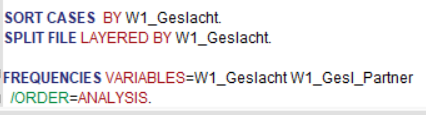 SORT CASES BY W1_Geslacht.
SPLIT FILE LAYERED BY W1_Geslacht.
FREQUENCIES VARIABLES=W1_Geslacht W1_Gesl_Partner
/ORDER=ANALYSIS.